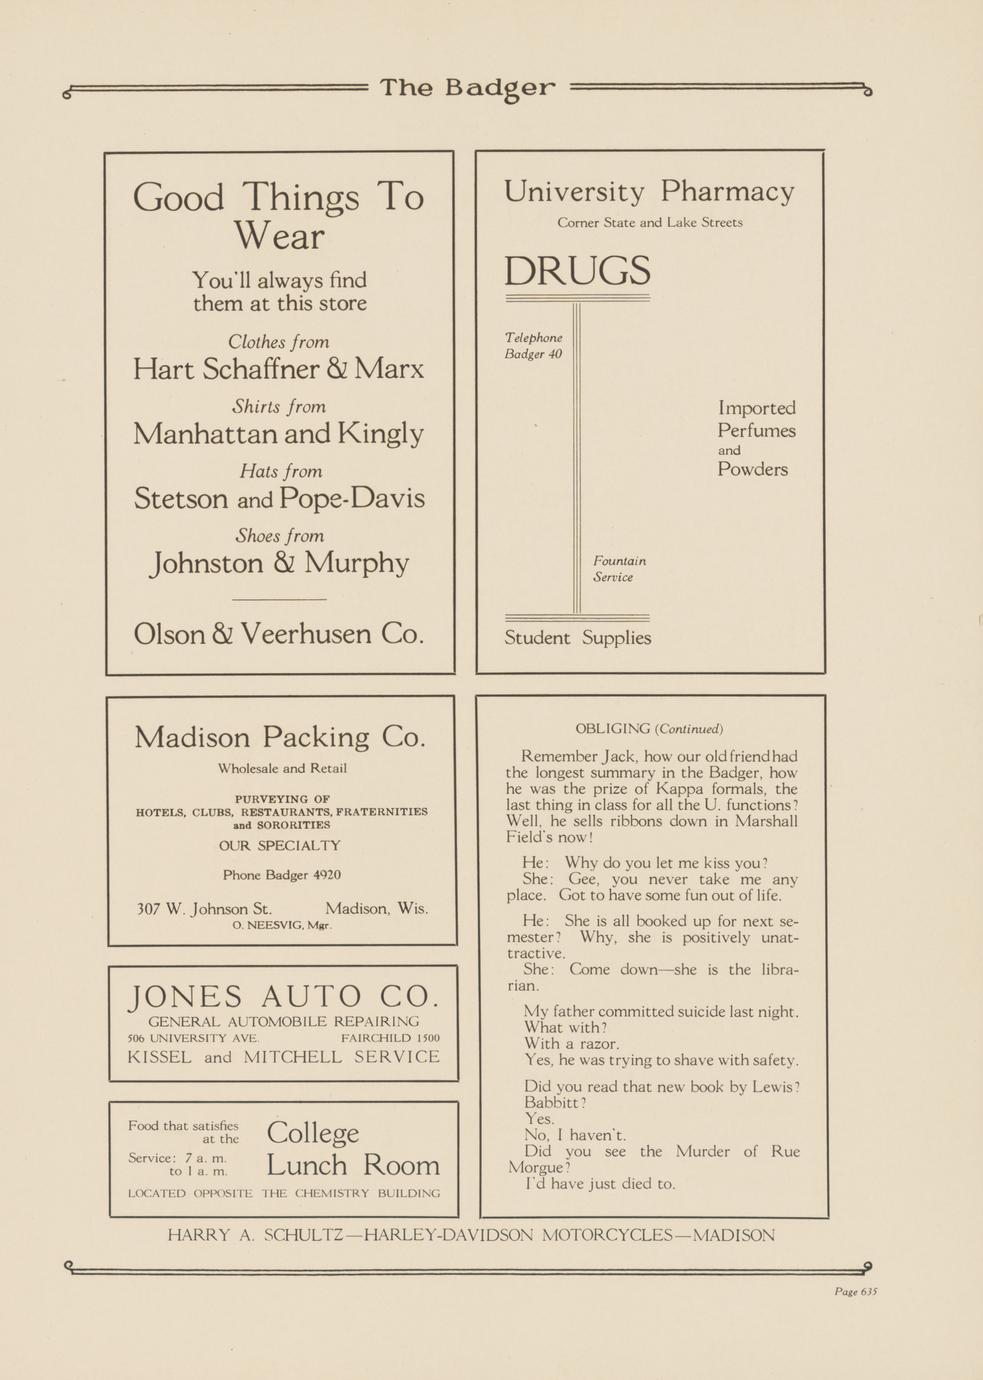 The Badger
Good Things To
Wear
You'll always find
them at this store
Clothes from
Hart Schaffner & Marx
Shirts from
Manhattan and Kingly
Hats from
Stetson and Pope-Davis
Shoes from
Johnston & Murphy
Olson & Veerhusen Co.
University Pharmacy
Corner State and Lake Streets
DRUGS
Telephone
Badger 40
Imported
Perfumes
and
Powders
Fountain
Service
Student Supplies
Madison Packing Co.
Wholesale and Retail
PURVEYING OF
HOTELS, CLUBS, RESTAURANTS, FRATERNITIES
and SORORITIES
OUR SPECIALTY
Phone Badger 4920
307 W. Johnson St. Madison, Wis.
O. NEESVIG, Mgr.
JONES AUTO CO.
GENERAL AUTOMOBILE REPAIRING
506 UNIVERSITY AVE. FAIRCHILD 1500
KISSEL and MITCHELL SERVICE
Food that satisfies
at the
College
Service: 7 a. m.
to 1 a. m.
Lunch Room
LOCATED OPPOSITE THE CHEMISTRY BUILDING
OBLIGING (Continued)
Remember Jack, how our old friend had
the longest summary in the Badger, how
he was the prize of Kappa formals, the
last thing in class for all the U. functions?
Well, he sells ribbons down in Marshall
Field's now!
He: Why do you let me kiss you?
She: Gee, you never take me any
place. Got to have some fun out of life.
He: She is all booked up for next se-
mester? Why, she is positively unat-
tractive.
She: Come down—she is the libra-
rian.
My father committed suicide last night.
What with?
With a razor.
Yes, he was trying to shave with safety.
Did you read that new book by Lewis?
Babbitt?
Yes.
No, I haven't.
Did you see the Murder of Rue
Morgue?
I'd have just died to.
HARRY A. SCHULTZ—HARLEY-DAVIDSON MOTORCYCLES—MADISON
Page 635